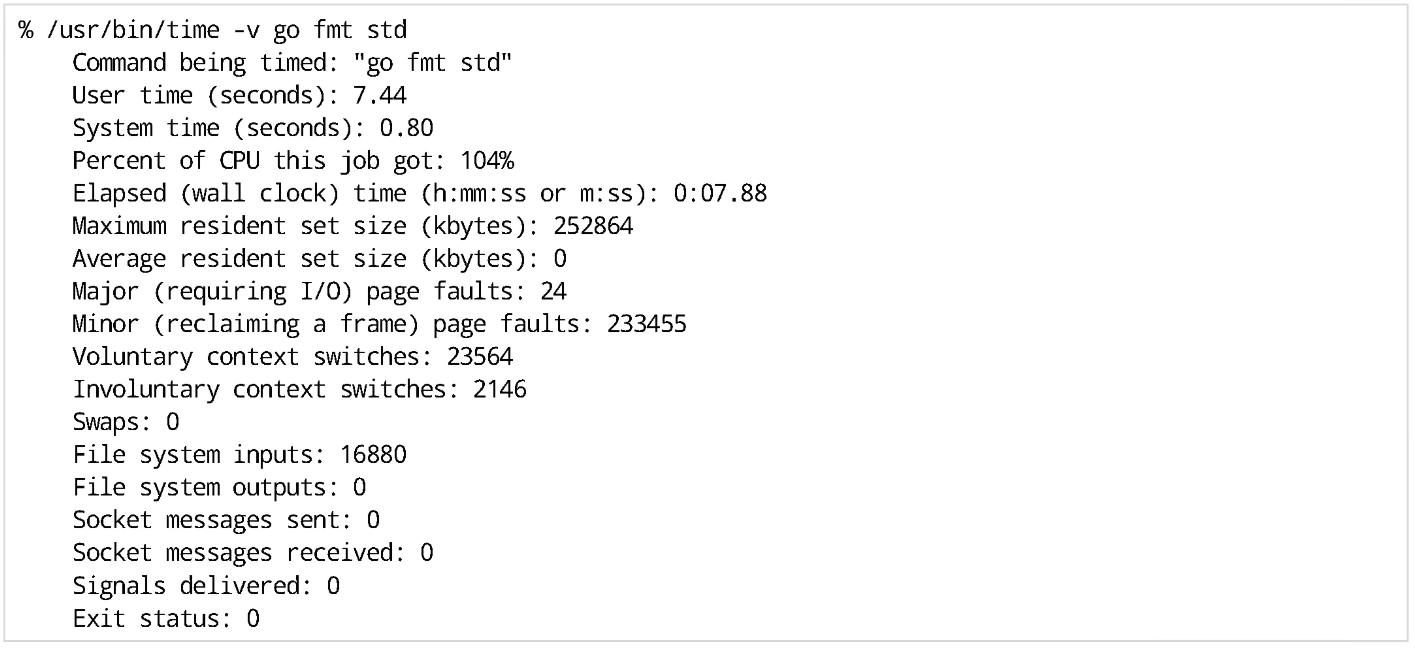 % /usr/bin/time -v go fmt std
Command being timed: "go fmt std"
User time (seconds): 7.44
System time (seconds): 0.80
Percent of CPU this job got: 104%
Elapsed (wall clock) time (h:mm:ss or m:ss): 0:07.88
Maximum resident set size (kbytes): 252864
Average resident set size (kbytes): 0
Major (requiring I/O) page faults: 24
Minor (reclaiming a frame) page faults: 233455
Voluntary context switches: 23564
Involuntary context switches: 2146
Swaps: 0
File system inputs: 16880
File system outputs: 0
Socket messages sent: 0
Socket messages received: 0
Signals delivered: 0
Exit status: 0